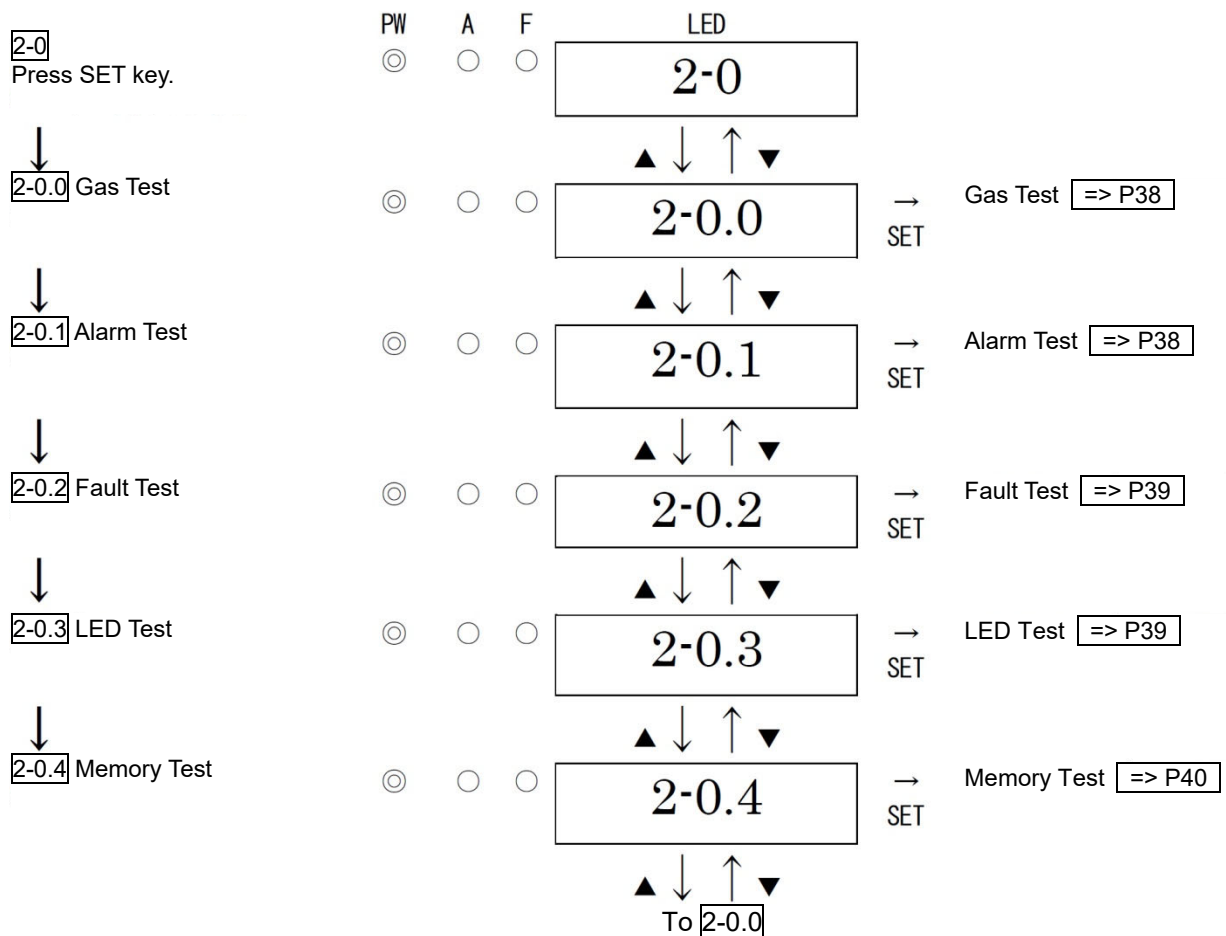 PW A F LED
2-0
Press SET key.
2-0
▲ ↓ ↑ ▼
↓
2-0.0 Gas Test
2-0.0
→ SET
Gas Test => P38
▲ ↓ ↑ ▼
↓
2-0.1 Alarm Test
2-0.1
→ SET
Alarm Test => P38
▲ ↓ ↑ ▼
↓
2-0.2 Fault Test
2-0.2
→ SET
Fault Test => P39
▲ ↓ ↑ ▼
↓
2-0.3 LED Test
2-0.3
→ SET
LED Test => P39
▲ ↓ ↑ ▼
↓
2-0.4 Memory Test
2-0.4
→ SET
Memory Test => P40
▲ ↓ ↑ ▼
To 2-0.0